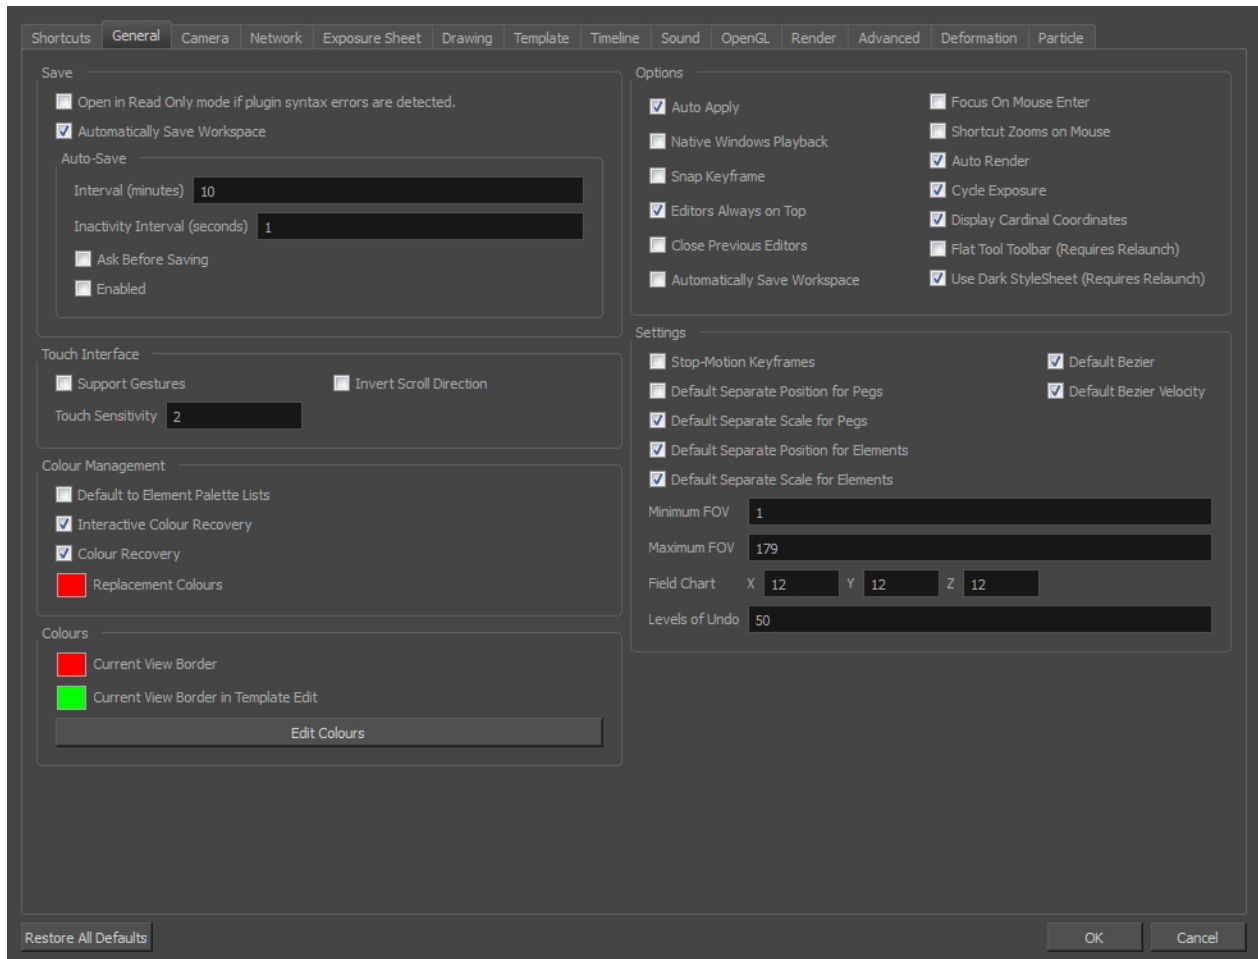 Shortcuts General Camera Network Exposure Sheet Drawing Template Timeline Sound OpenGL Render Advanced Deformation Particle
Save
Open in Read Only mode if plugin syntax errors are detected.
Automatically Save Workspace
Auto-Save
Interval (minutes) 10
Inactivity Interval (seconds) 1
Ask Before Saving
Enabled
Touch Interface
Support Gestures Invert Scroll Direction
Touch Sensitivity 2
Colour Management
Default to Element Palette Lists
Interactive Colour Recovery
Colour Recovery
Replacement Colours
Colours
Current View Border
Current View Border in Template Edit
Edit Colours
Options
Auto Apply
Native Windows Playback
Snap Keyframe
Editors Always on Top
Close Previous Editors
Automatically Save Workspace
Focus On Mouse Enter
Shortcut Zooms on Mouse
Auto Render
Cycle Exposure
Display Cardinal Coordinates
Flat Tool Toolbar (Requires Relaunch)
Use Dark StyleSheet (Requires Relaunch)
Settings
Stop-Motion Keyframes Default Bezier
Default Separate Position for Pegs Default Bezier Velocity
Default Separate Scale for Pegs
Default Separate Position for Elements
Default Separate Scale for Elements
Minimum FOV 1
Maximum FOV 179
Field Chart X 12 Y 12 Z 12
Levels of Undo 50
Restore All Defaults OK Cancel